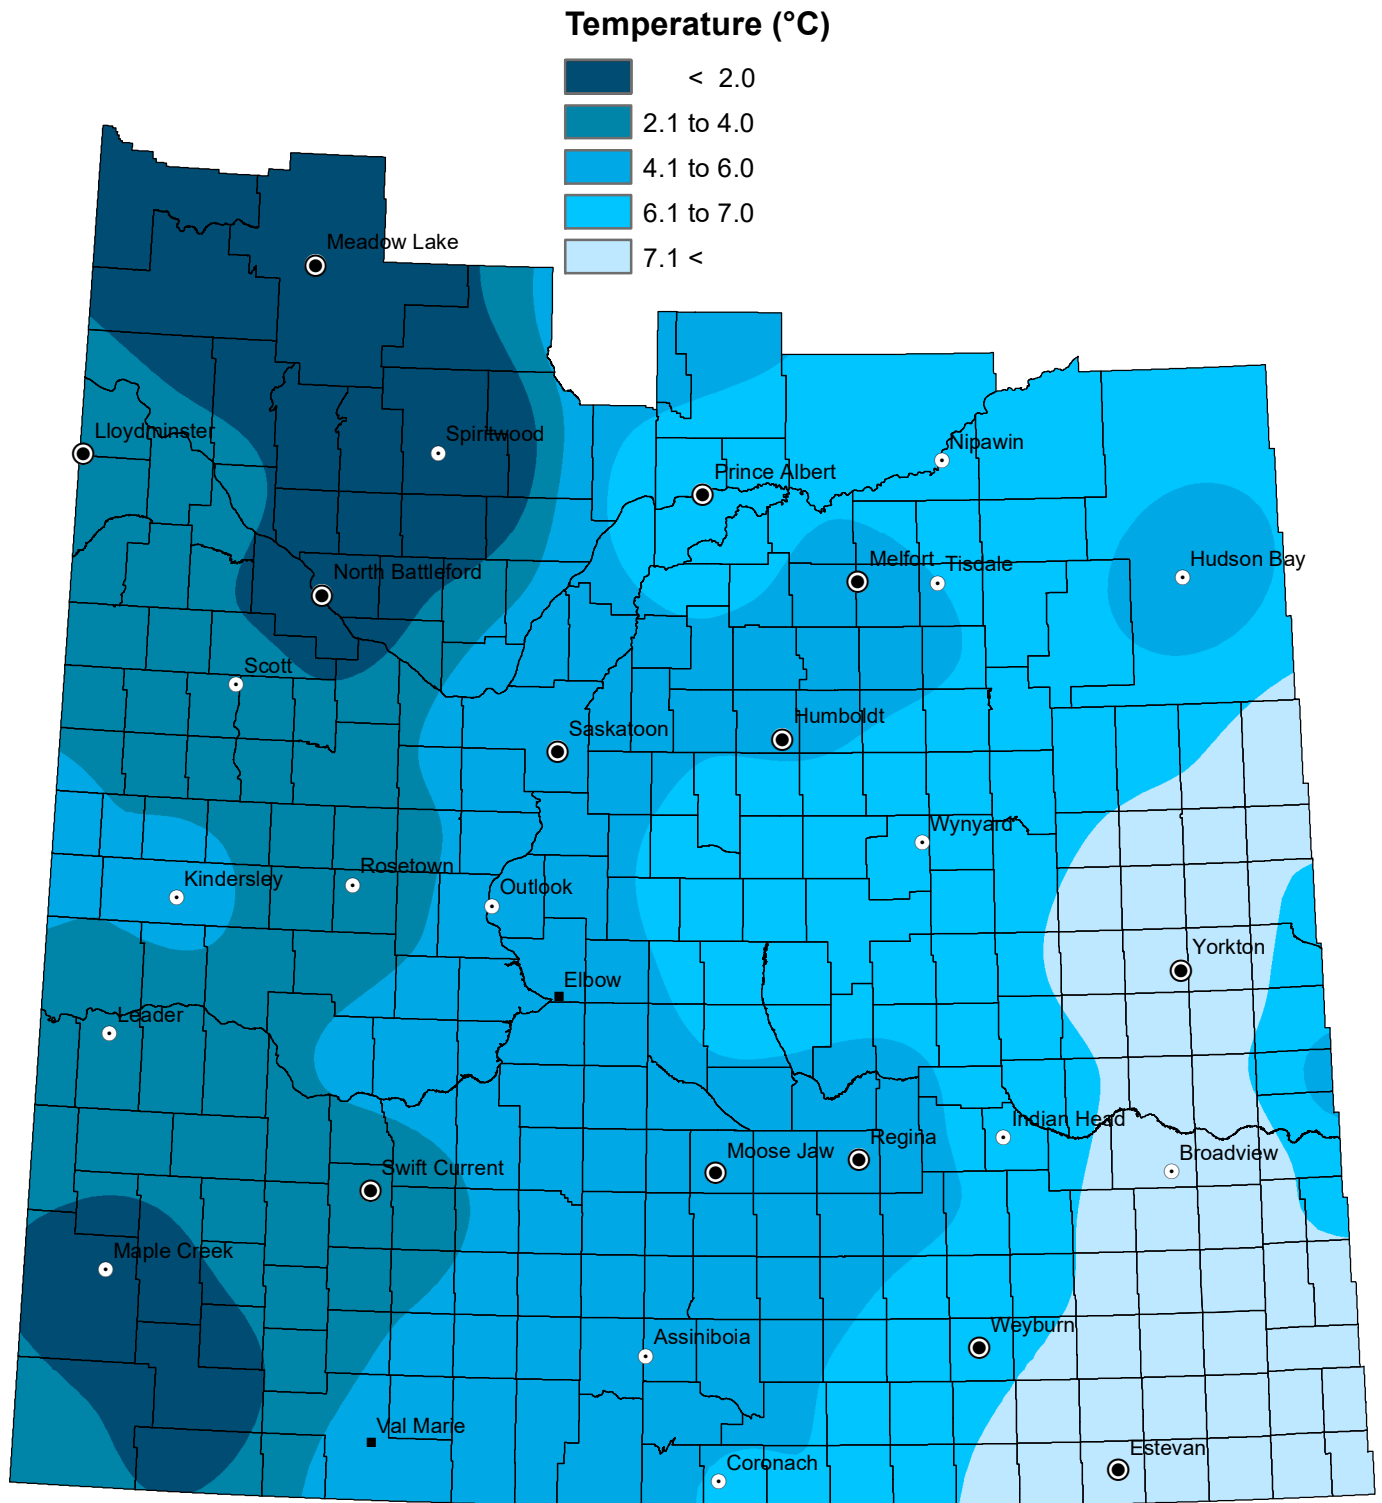 Temperature (°C)
< 2.0
2.1 to 4.0
4.1 to 6.0
6.1 to 7.0
7.1 <
Meadow Lake
Lloydminster
Spiritwood
Nipawin
Prince Albert
Hudson Bay
Melfort
Tisdale
North Battleford
Scott
Humboldt
Saskatoon
Wynyard
Rosetown
Kindersley
Outlook
Yorkton
Elbow
Leader
Indian Head
Regina
Moose Jaw
Broadview
Swift Current
Maple Creek
Weyburn
Assiniboia
Val Marie
Estevan
Coronach